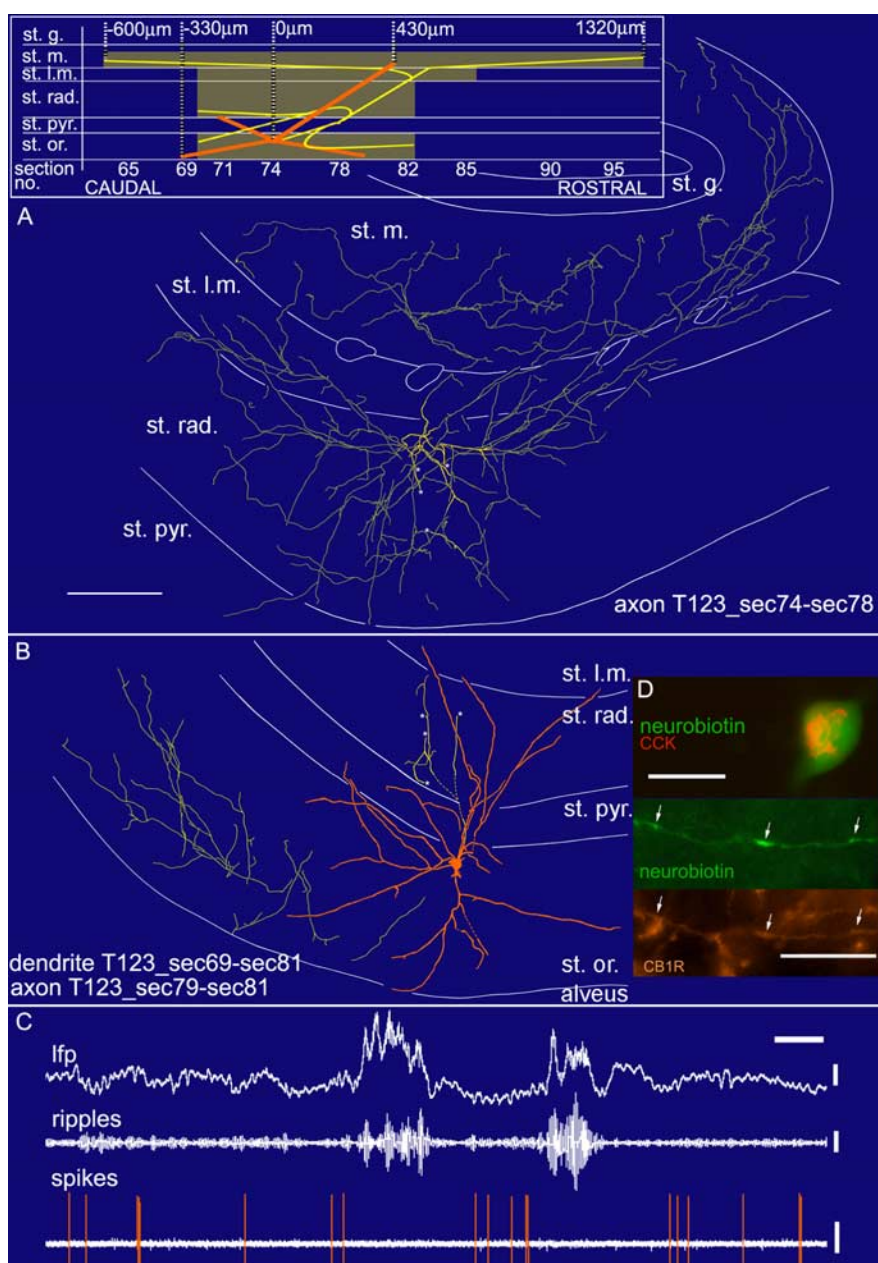 -600µm -330µm 0µm 430µm 1320µm
st. g.
st. m.
st. l.m.
st. rad.
st. pyr.
st. or.
section no. 65 69 71 74 78 82 85 90 95
CAUDAL ROSTRAL
A
st. g.
st. m.
st. l.m.
st. rad.
st. pyr.
axon T123_sec74-sec78
B
st. l.m.
st. rad.
st. pyr.
st. or.
alveus
dendrite T123_sec69-sec81
axon T123_sec79-sec81
D
neurobiotin
CCK
neurobiotin
CB1R
C
lfp
ripples
spikes